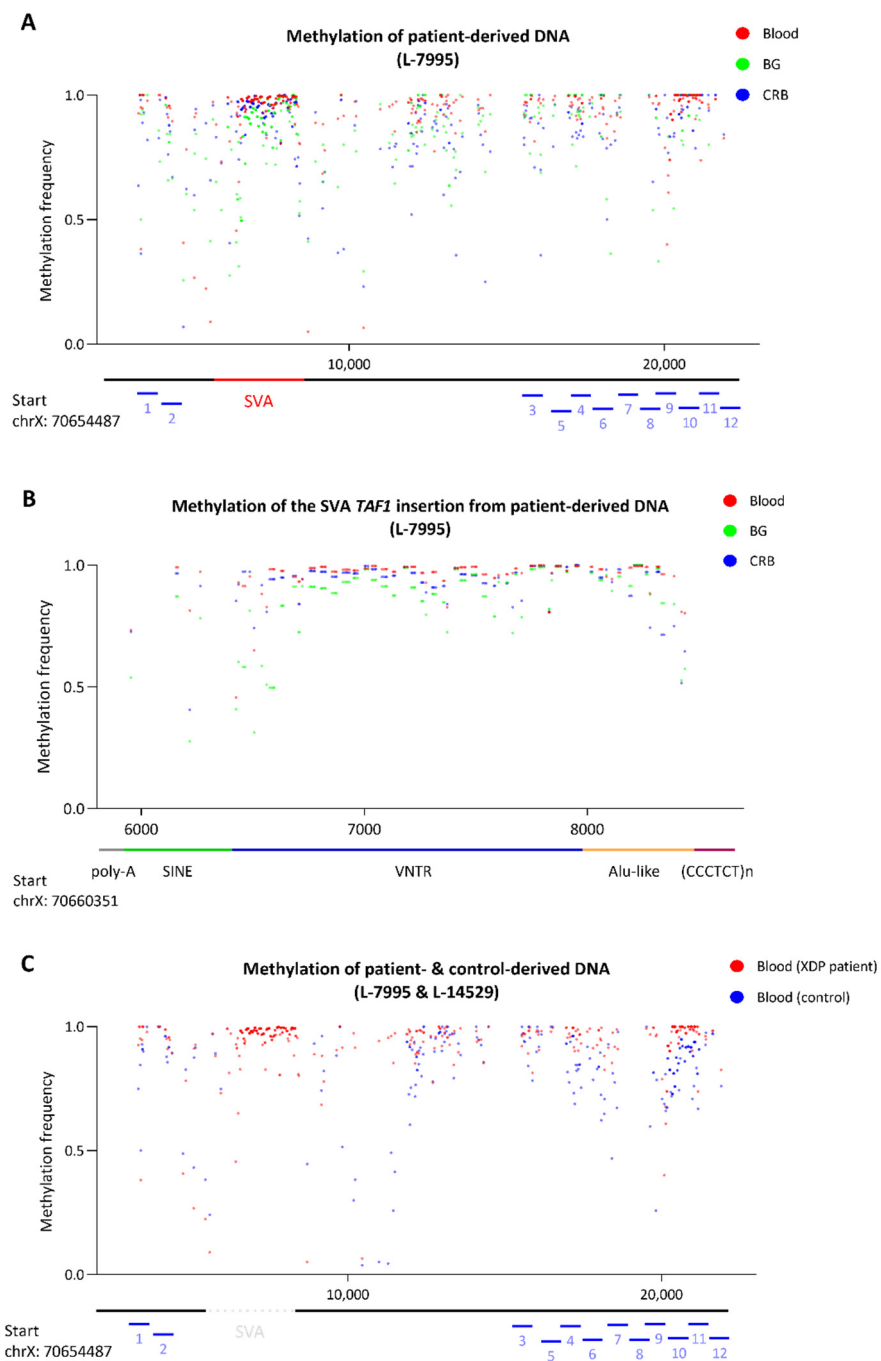 A
Methylation of patient-derived DNA
(L-7995)
Blood
BG
CRB
Methylation frequency
1.0
0.5
0.0
10,000
20,000
SVA
Start
chrX: 70654487
1
2
3
4
5
6
7
8
9
10
11
12
B
Methylation of the SVA TAF1 insertion from patient-derived DNA
(L-7995)
Blood
BG
CRB
Methylation frequency
1.0
0.5
0.0
6000
7000
8000
poly-A
SINE
VNTR
Alu-like
(CCCTCT)n
Start
chrX: 70660351
C
Methylation of patient- & control-derived DNA
(L-7995 & L-14529)
Blood (XDP patient)
Blood (control)
Methylation frequency
1.0
0.5
0.0
10,000
20,000
SVA
Start
chrX: 70654487
1
2
3
4
5
6
7
8
9
10
11
12